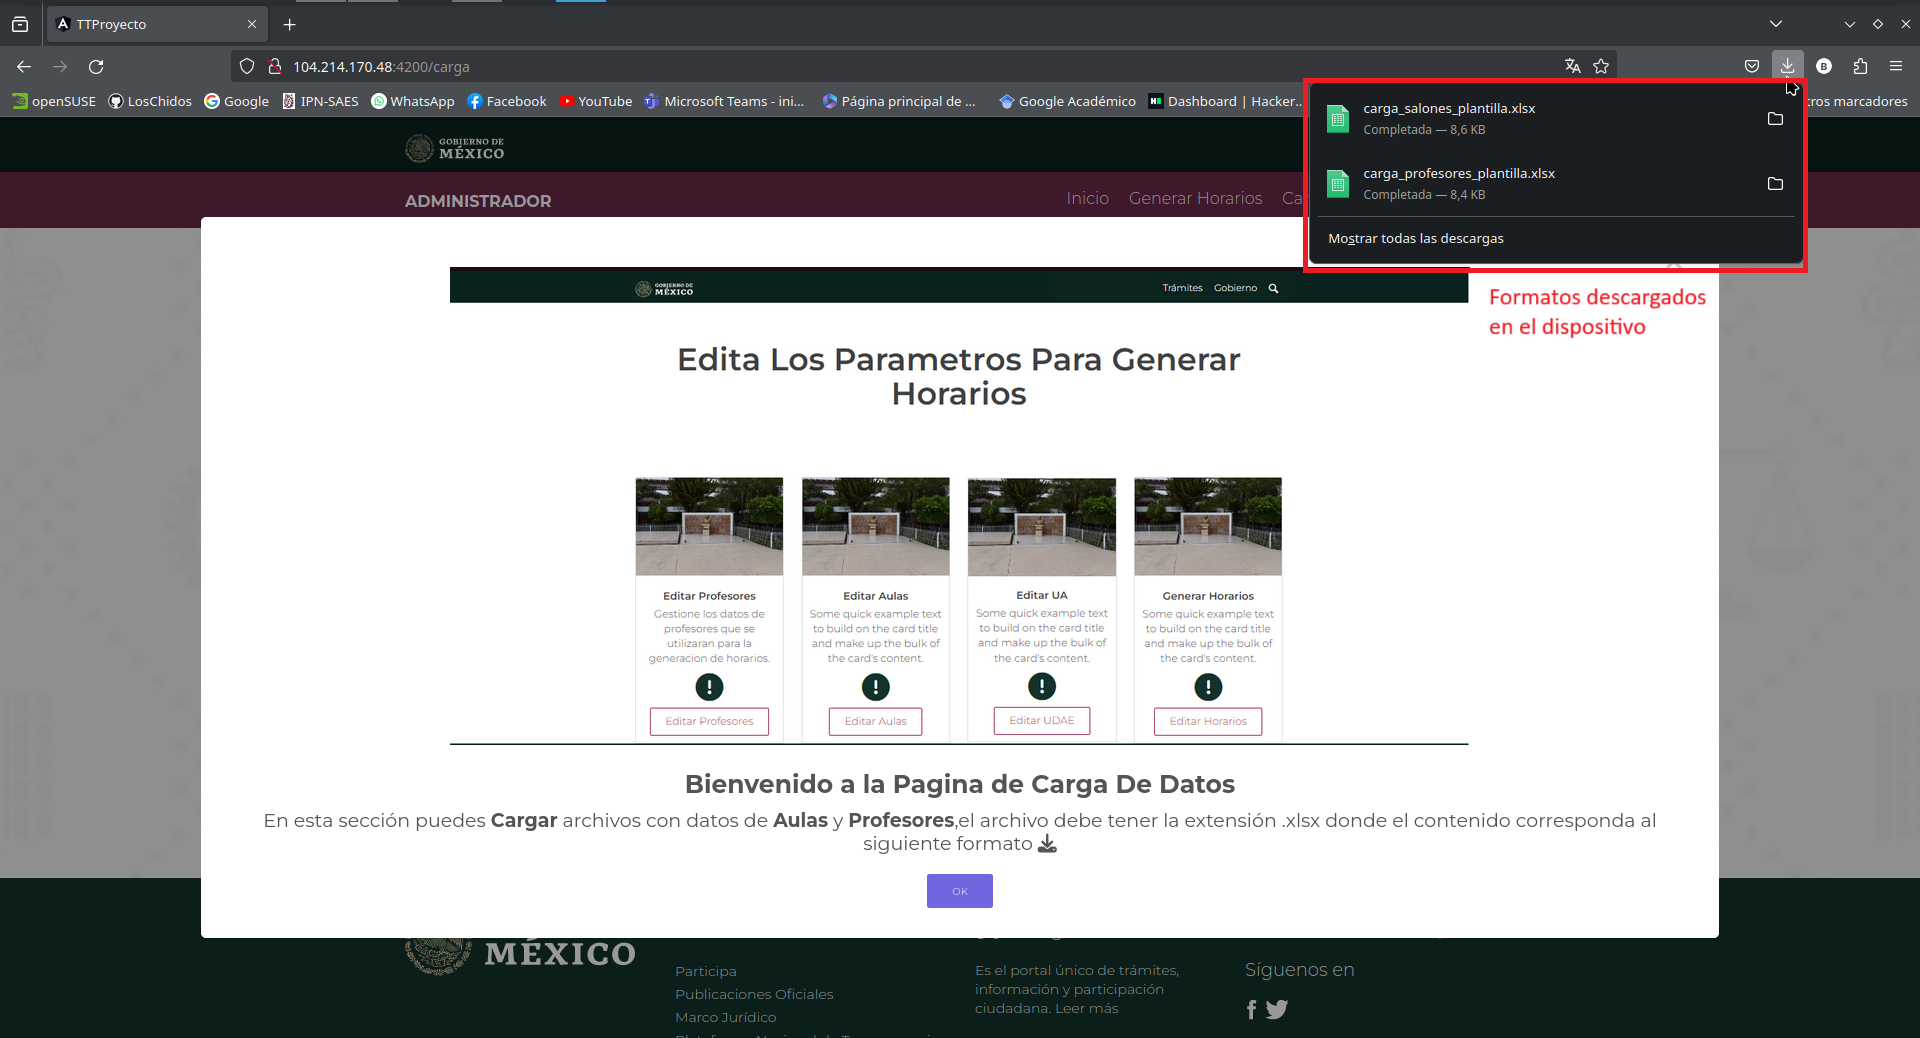 TTProyecto
104.214.170.48:4200/carga
openSUSE
LosChidos
Google
IPN-SAES
WhatsApp
Facebook
YouTube
Microsoft Teams - ini...
Página principal de ...
Google Académico
Dashboard | Hacker...
ros marcadores
carga_salones_plantilla.xlsx
Completada — 8,6 KB
carga_profesores_plantilla.xlsx
Completada — 8,4 KB
Mostrar todas las descargas
Formatos descargados
en el dispositivo
GOBIERNO DE
MÉXICO
ADMINISTRADOR
Inicio
Generar Horarios
Ca
GOBIERNO DE
MÉXICO
Trámites
Gobierno
Edita Los Parametros Para Generar
Horarios
Editar Profesores
Gestione los datos de
profesores que se
utilizaran para la
generacion de horarios.
Editar Profesores
Editar Aulas
Some quick example text
to build on the card title
and make up the bulk of
the card's content.
Editar Aulas
Editar UA
Some quick example text
to build on the card title
and make up the bulk of
the card's content.
Editar UDAE
Generar Horarios
Some quick example text
to build on the card title
and make up the bulk of
the card's content.
Editar Horarios
Bienvenido a la Pagina de Carga De Datos
En esta sección puedes Cargar archivos con datos de Aulas y Profesores,el archivo debe tener la extensión .xlsx donde el contenido corresponda al
siguiente formato
OK
MÉXICO
Participa
Publicaciones Oficiales
Marco Jurídico
Es el portal único de trámites,
información y participación
ciudadana. Leer más
Síguenos en